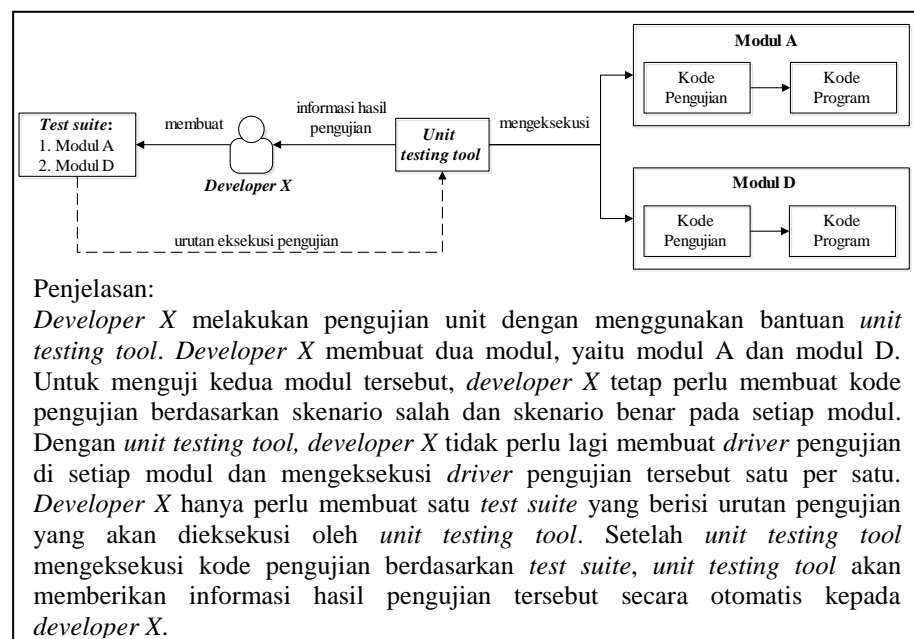 Modul A
Kode
Pengujian
Kode
Program
informasi hasil
pengujian
mengeksekusi
membuat
Test suite:
1. Modul A
2. Modul D
Unit
testing tool
Developer X
Modul D
Kode
Pengujian
Kode
Program
urutan eksekusi pengujian
Penjelasan:
Developer X melakukan pengujian unit dengan menggunakan bantuan unit
testing tool. Developer X membuat dua modul, yaitu modul A dan modul D.
Untuk menguji kedua modul tersebut, developer X tetap perlu membuat kode
pengujian berdasarkan skenario salah dan skenario benar pada setiap modul.
Dengan unit testing tool, developer X tidak perlu lagi membuat driver pengujian
di setiap modul dan mengeksekusi driver pengujian tersebut satu per satu.
Developer X hanya perlu membuat satu test suite yang berisi urutan pengujian
yang akan dieksekusi oleh unit testing tool. Setelah unit testing tool
mengeksekusi kode pengujian berdasarkan test suite, unit testing tool akan
memberikan informasi hasil pengujian tersebut secara otomatis kepada
developer X.